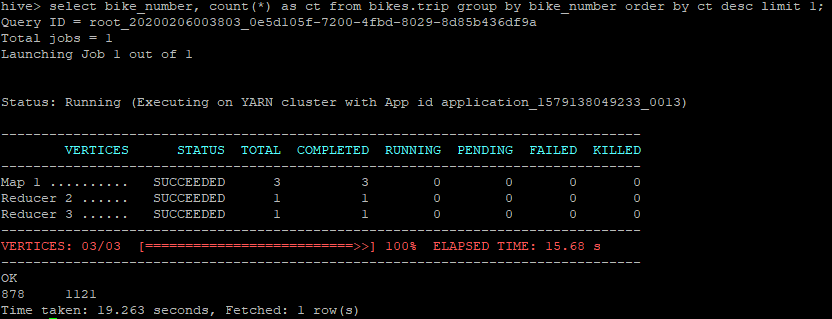 hive> select bike_number, count(*) as ct from bikes.trip group by bike_number order by ct desc limit 1;
Query ID = root_20200206003803_0e5d105f-7200-4fbd-8029-8d85b436df9a
Total jobs = 1
Launching Job 1 out of 1
Status: Running (Executing on YARN cluster with App id application_1579138049233_0013)
--------------------------------------------------------------------------------
VERTICES STATUS TOTAL COMPLETED RUNNING PENDING FAILED KILLED
--------------------------------------------------------------------------------
Map 1 .......... SUCCEEDED 3 3 0 0 0 0
Reducer 2 ...... SUCCEEDED 1 1 0 0 0 0
Reducer 3 ...... SUCCEEDED 1 1 0 0 0 0
--------------------------------------------------------------------------------
VERTICES: 03/03 [==========================>>] 100% ELAPSED TIME: 15.68 s
--------------------------------------------------------------------------------
OK
878 1121
Time taken: 19.263 seconds, Fetched: 1 row(s)